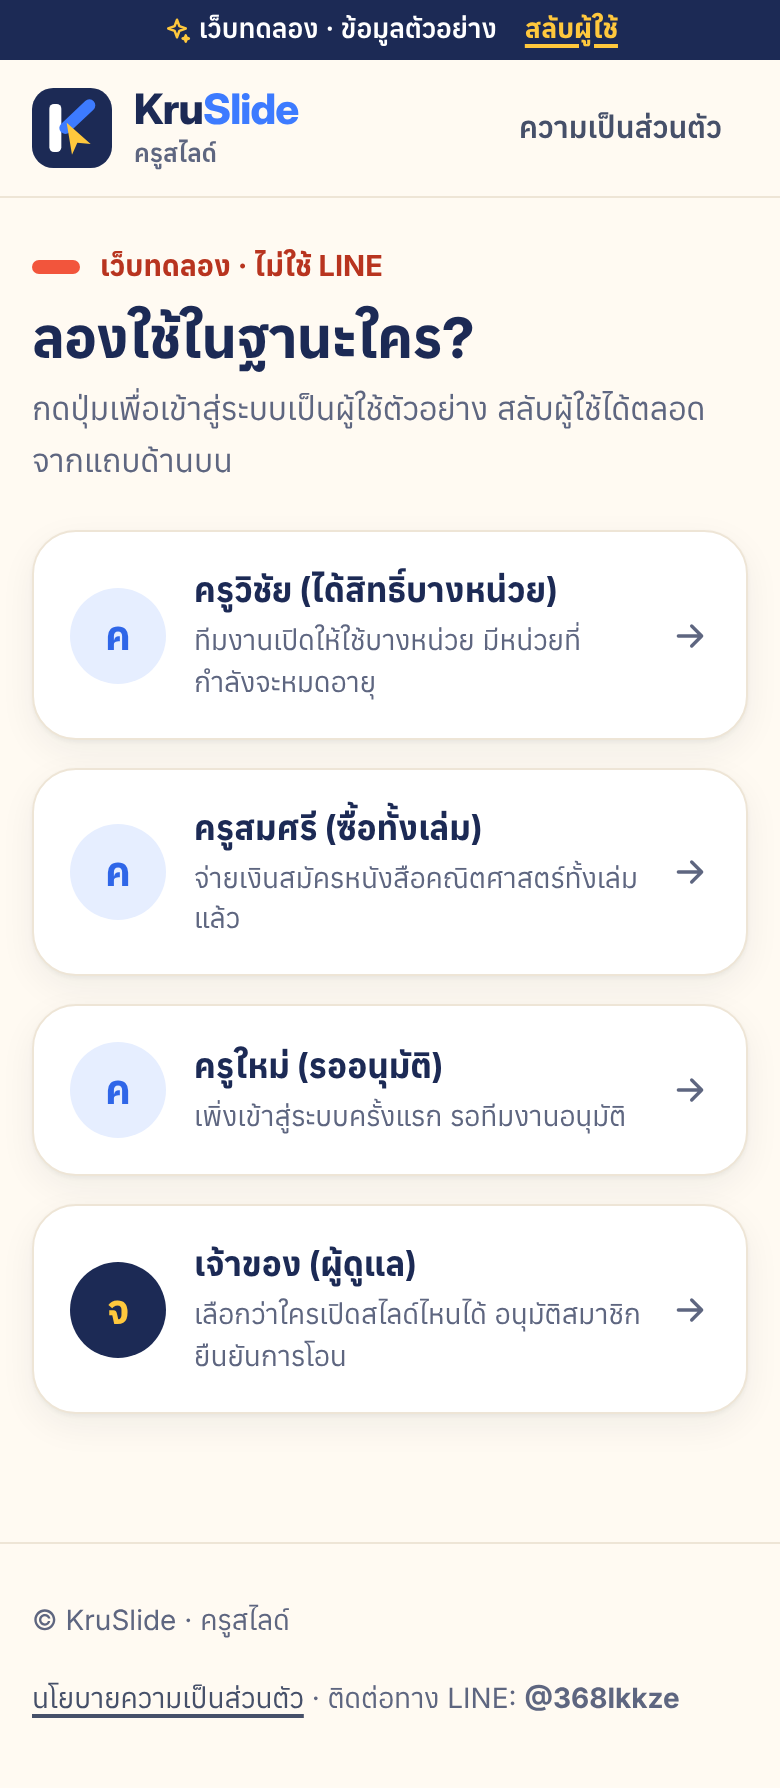 เว็บทดลอง · ข้อมูลตัวอย่าง สลับผู้ใช้
KruSlide
ครูสไลด์
ความเป็นส่วนตัว
เว็บทดลอง · ไม่ใช้ LINE
ลองใช้ในฐานะใคร?
กดปุ่มเพื่อเข้าสู่ระบบเป็นผู้ใช้ตัวอย่าง สลับผู้ใช้ได้ตลอด
จากแถบด้านบน
ค
ครูวิชัย (ได้สิทธิ์บางหน่วย)
ทีมงานเปิดให้ใช้บางหน่วย มีหน่วยที่
กำลังจะหมดอายุ
ค
ครูสมศรี (ซื้อทั้งเล่ม)
จ่ายเงินสมัครหนังสือคณิตศาสตร์ทั้งเล่ม
แล้ว
ค
ครูใหม่ (รออนุมัติ)
เพิ่งเข้าสู่ระบบครั้งแรก รอทีมงานอนุมัติ
จ
เจ้าของ (ผู้ดูแล)
เลือกว่าใครเปิดสไลด์ไหนได้ อนุมัติสมาชิก
ยืนยันการโอน
© KruSlide · ครูสไลด์
นโยบายความเป็นส่วนตัว · ติดต่อทาง LINE: @368lkkze